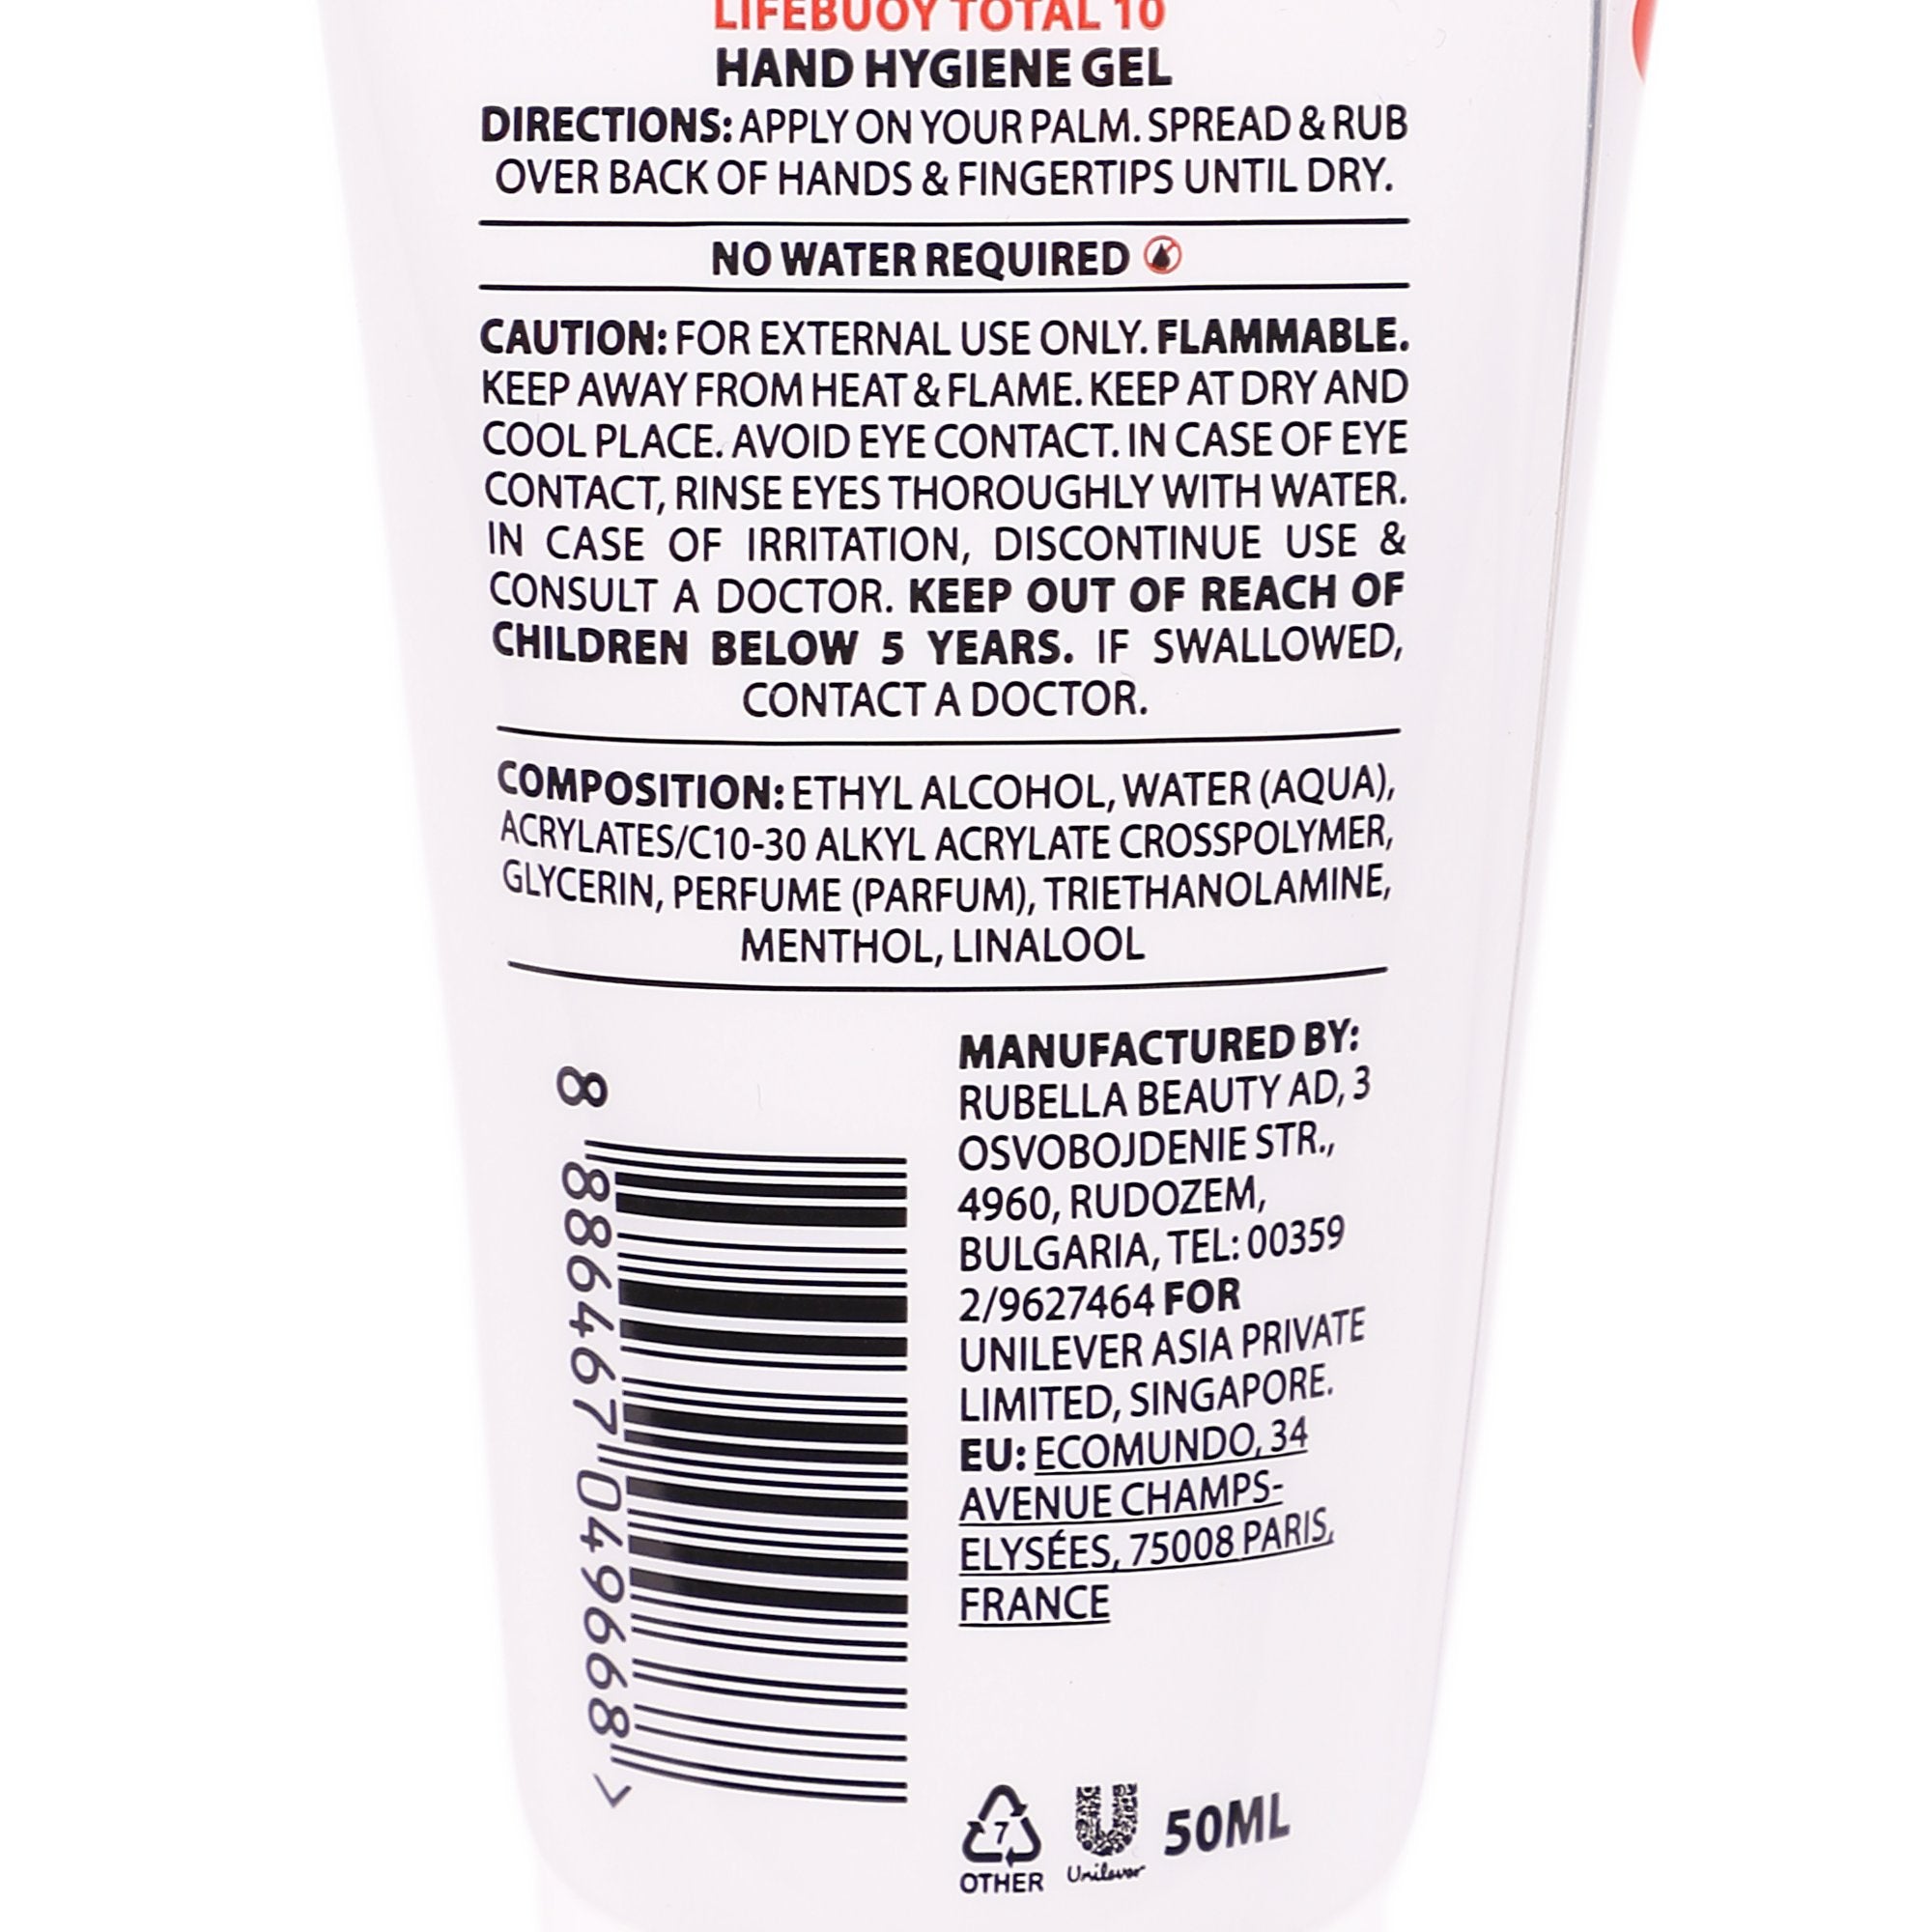 LIFEBUOY TOTAL 10
HAND HYGIENE GEL
DIRECTIONS: APPLY ON YOUR PALM. SPREAD & RUB
OVER BACK OF HANDS & FINGERTIPS UNTIL DRY.
NO WATER REQUIRED
CAUTION: FOR EXTERNAL USE ONLY. FLAMMABLE.
KEEP AWAY FROM HEAT & FLAME. KEEP AT DRY AND
COOL PLACE. AVOID EYE CONTACT. IN CASE OF EYE
CONTACT, RINSE EYES THOROUGHLY WITH WATER.
IN CASE OF IRRITATION, DISCONTINUE USE &
CONSULT A DOCTOR. KEEP OUT OF REACH OF
CHILDREN BELOW 5 YEARS. IF SWALLOWED,
CONTACT A DOCTOR.
COMPOSITION: ETHYL ALCOHOL, WATER (AQUA),
ACRYLATES/C10-30 ALKYL ACRYLATE CROSSPOLYMER,
GLYCERIN, PERFUME (PARFUM), TRIETHANOLAMINE,
MENTHOL, LINALOOL
8 886467 049668 >
MANUFACTURED BY:
RUBELLA BEAUTY AD, 3
OSVOBOJDENIE STR.,
4960, RUDOZEM,
BULGARIA, TEL: 00359
2/9627464 FOR
UNILEVER ASIA PRIVATE
LIMITED, SINGAPORE.
EU: ECOMUNDO, 34
AVENUE CHAMPS-
ELYSÉES, 75008 PARIS,
FRANCE
7
OTHER
Unilever
50ML